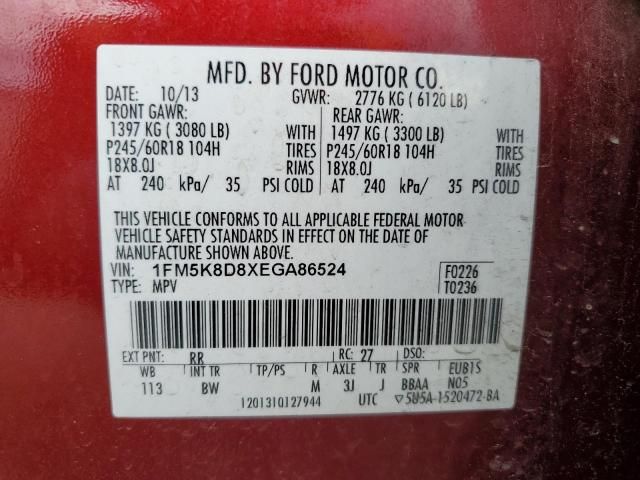 MFD. BY FORD MOTOR CO.
DATE: 10/13 GVWR: 2776 KG ( 6120 LB)
FRONT GAWR: REAR GAWR:
1397 KG ( 3080 LB) WITH 1497 KG ( 3300 LB) WITH
P245/60R18 104H TIRES P245/60R18 104H TIRES
18X8.0J RIMS 18X8.0J RIMS
AT 240 kPa/ 35 PSI COLD AT 240 kPa/ 35 PSI COLD
THIS VEHICLE CONFORMS TO ALL APPLICABLE FEDERAL MOTOR
VEHICLE SAFETY STANDARDS IN EFFECT ON THE DATE OF
MANUFACTURE SHOWN ABOVE.
VIN: 1FM5K8D8XEGA86524 F0226
TYPE: MPV T0236
EXT PNT: RR RC: 27 DSO:
WB INT TR TP/PS R AXLE TR SPR EUB1S
113 BW M 3J J BBAA N05
1201310127944 UTC ▽5U5A-1520472-BA